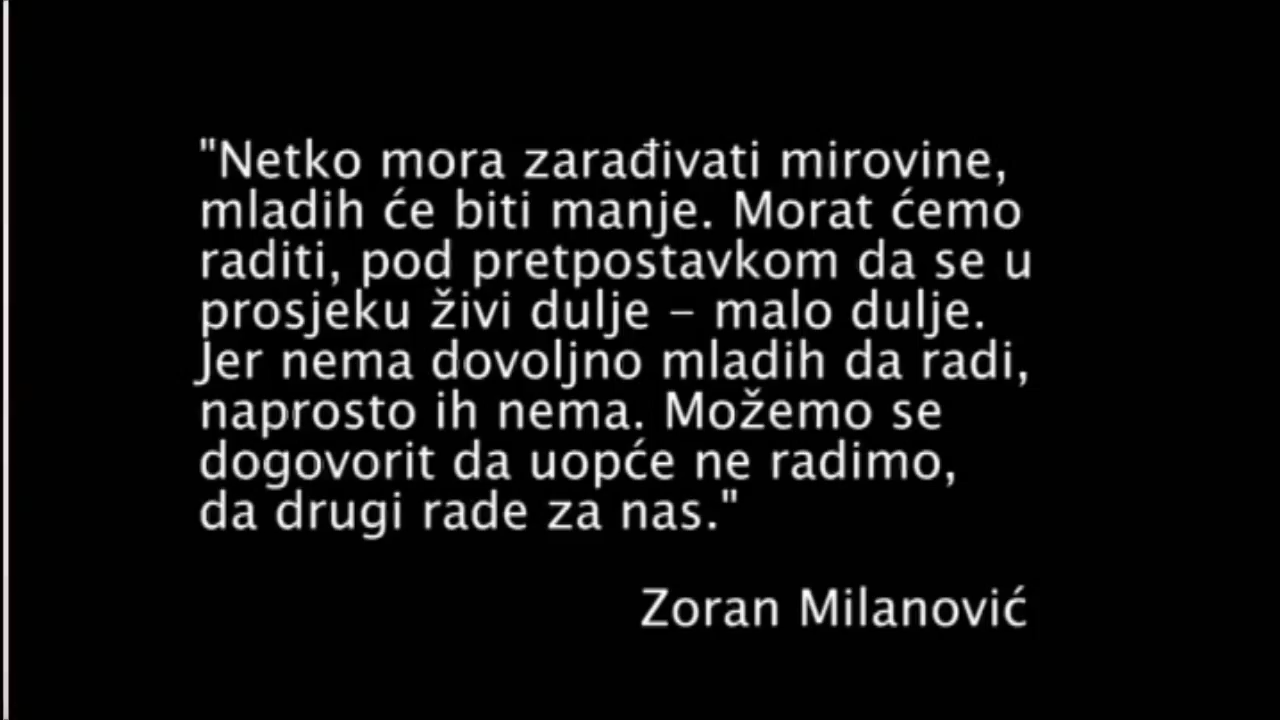 "Netko mora zarađivati mirovine,
mladih će biti manje. Morat ćemo
raditi, pod pretpostavkom da se u
prosjeku živi dulje – malo dulje.
Jer nema dovoljno mladih da radi,
naprosto ih nema. Možemo se
dogovorit da uopće ne radimo,
da drugi rade za nas."
Zoran Milanović